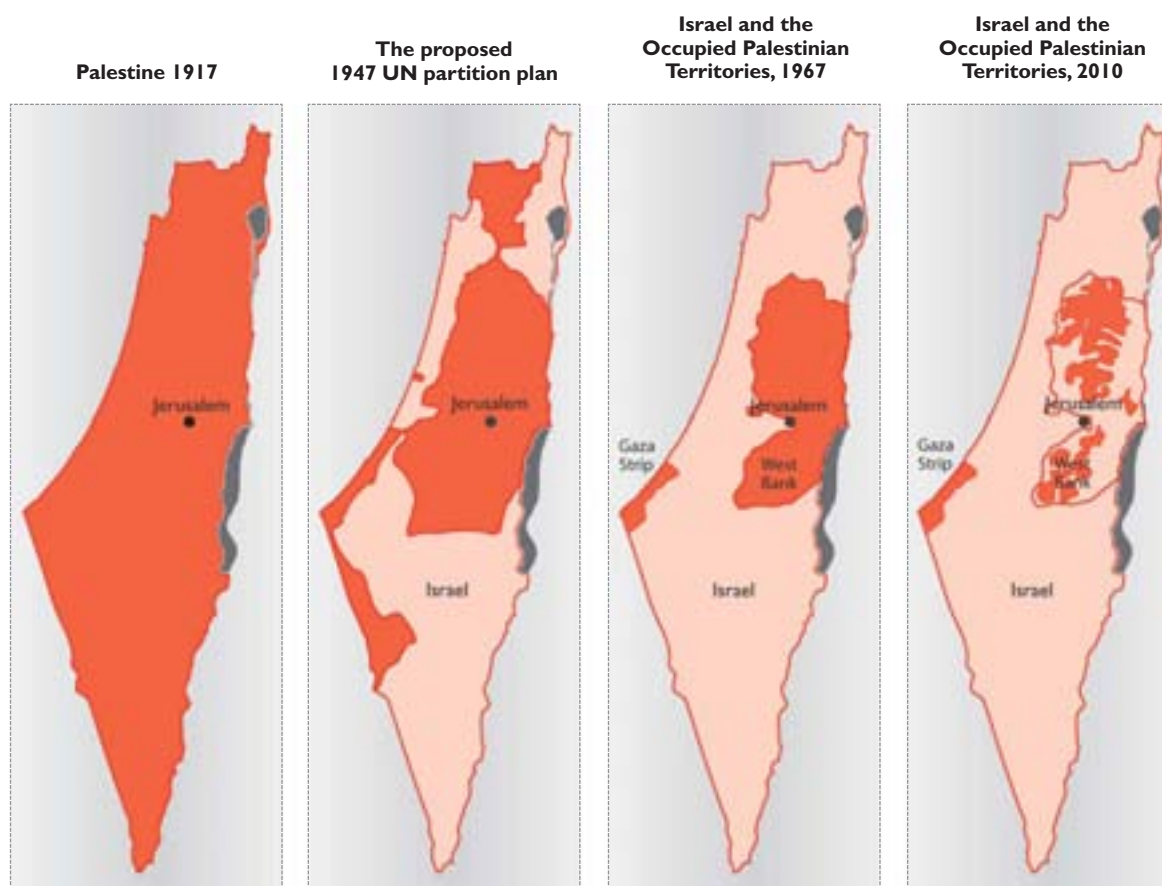 Palestine 1917
The proposed
1947 UN partition plan
Israel and the
Occupied Palestinian
Territories, 1967
Israel and the
Occupied Palestinian
Territories, 2010
Jerusalem
Jerusalem
Israel
Jerusalem
Gaza
Strip
West
Bank
Israel
Jerusalem
Gaza
Strip
West
Bank
Israel